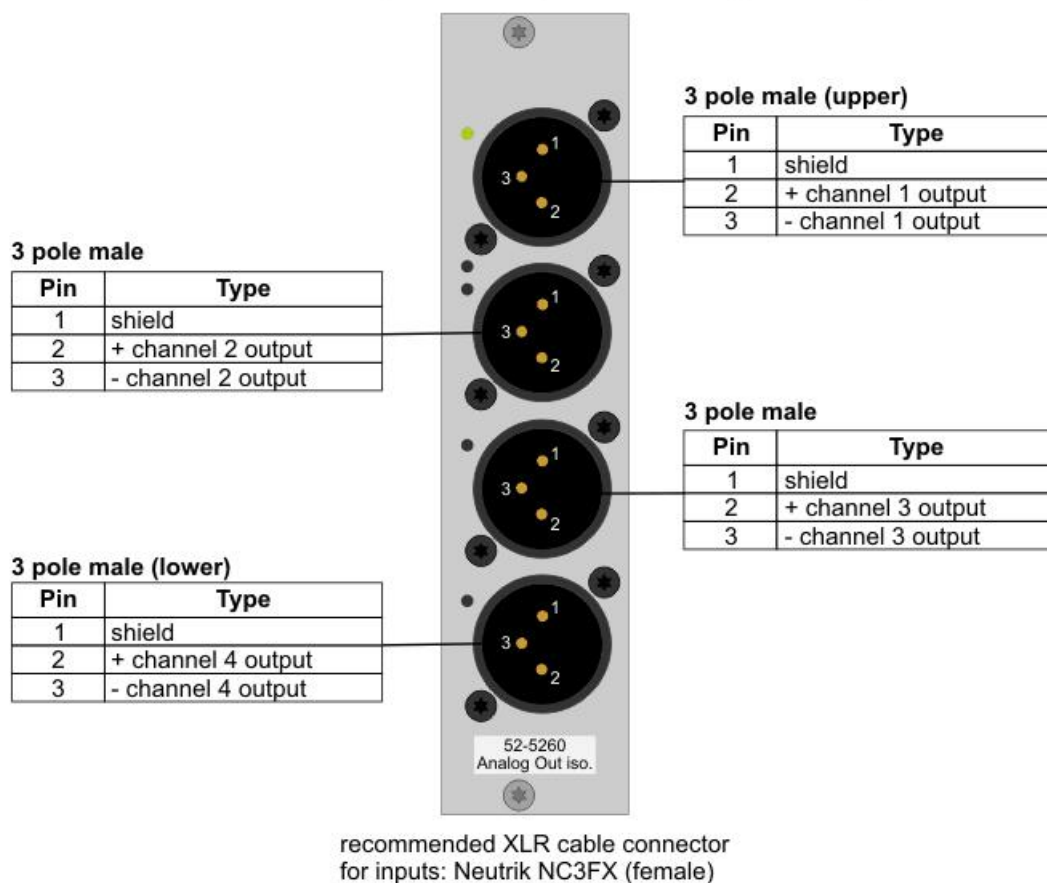 3 pole male (upper)
Pin Type
1 shield
2 + channel 1 output
3 - channel 1 output
3 pole male
Pin Type
1 shield
2 + channel 2 output
3 - channel 2 output
3 pole male
Pin Type
1 shield
2 + channel 3 output
3 - channel 3 output
3 pole male (lower)
Pin Type
1 shield
2 + channel 4 output
3 - channel 4 output
1
3
2
1
3
2
1
3
2
1
3
2
52-5260
Analog Out iso.
recommended XLR cable connector
for inputs: Neutrik NC3FX (female)